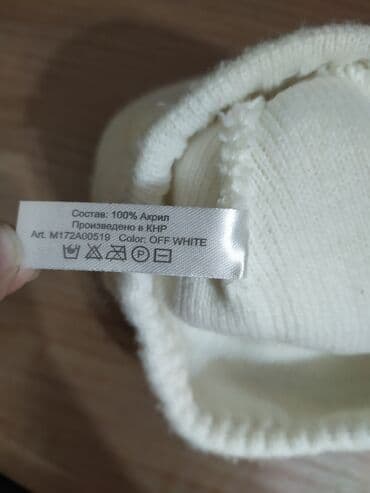 Состав: 100% Акрил
Произведено в КНР
Art. M172A00519 Color: OFF WHITE
P